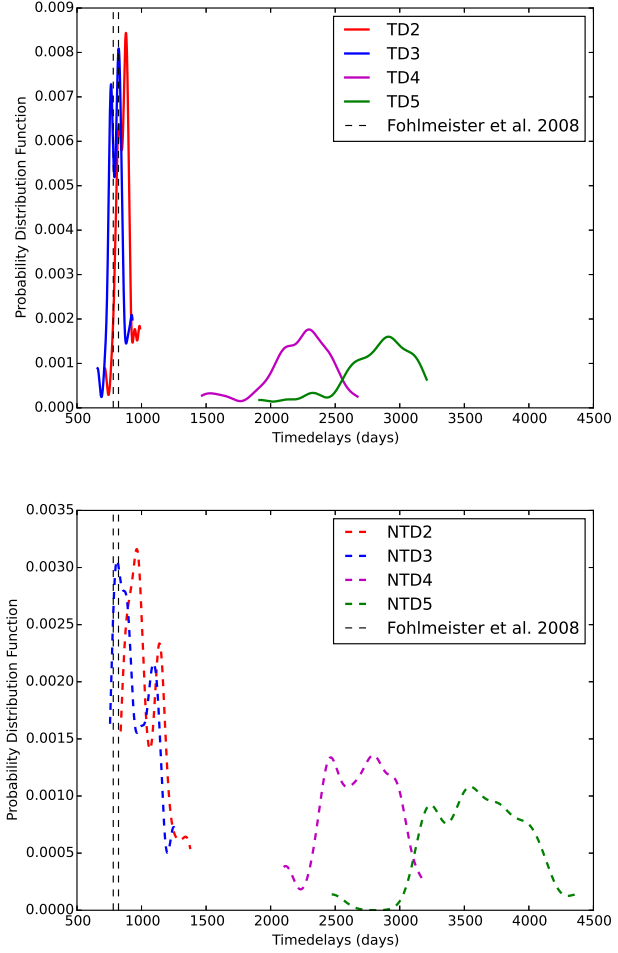 0.009
0.008
0.007
0.006
0.005
0.004
0.003
0.002
0.001
0.000
Probability Distribution Function
TD2
TD3
TD4
TD5
Fohlmeister et al. 2008
500 1000 1500 2000 2500 3000 3500 4000 4500
Timedelays (days)
0.0035
0.0030
0.0025
0.0020
0.0015
0.0010
0.0005
0.0000
Probability Distribution Function
NTD2
NTD3
NTD4
NTD5
Fohlmeister et al. 2008
500 1000 1500 2000 2500 3000 3500 4000 4500
Timedelays (days)